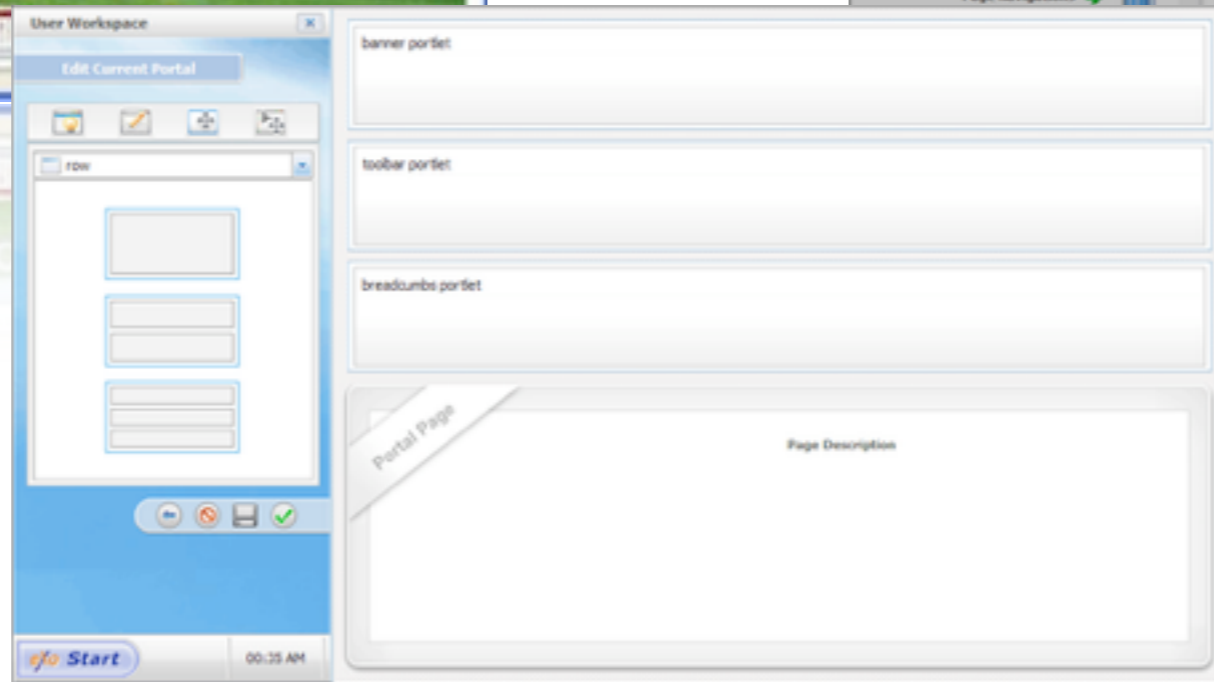 User Workspace
Edit Current Portal
row
Start
00:35 AM
banner portlet
toolbar portlet
breadcumbs portlet
Portal Page
Page Description